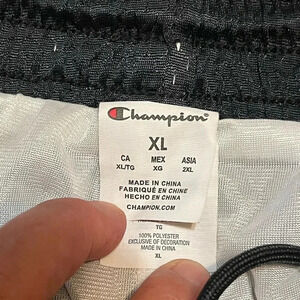 Champion
XL
CA MEX ASIA
XL/TG XG 2XL
MADE IN CHINA
FABRIQUÉ EN CHINE
HECHO EN CHINA
CHAMPION.COM
TG
100% POLYESTER
EXCLUSIVE OF DECORATION
MADE IN CHINA
XL